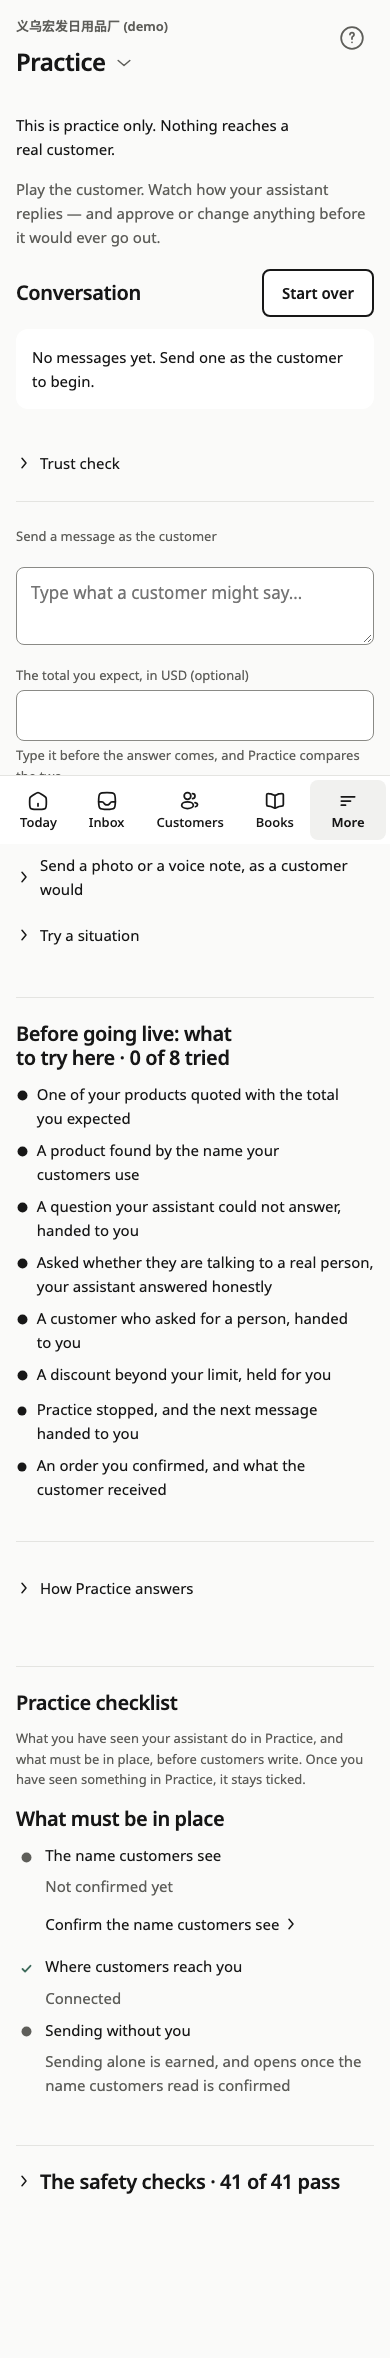 义乌宏发日用品厂 (demo)
Practice
This is practice only. Nothing reaches a
real customer.
Play the customer. Watch how your assistant
replies — and approve or change anything before
it would ever go out.
Conversation
Start over
No messages yet. Send one as the customer
to begin.
Trust check
Send a message as the customer
Type what a customer might say...
The total you expect, in USD (optional)
Type it before the answer comes, and Practice compares
Today
Inbox
Customers
Books
More
Send a photo or a voice note, as a customer
would
Try a situation
Before going live: what
to try here · 0 of 8 tried
One of your products quoted with the total
you expected
A product found by the name your
customers use
A question your assistant could not answer,
handed to you
Asked whether they are talking to a real person,
your assistant answered honestly
A customer who asked for a person, handed
to you
A discount beyond your limit, held for you
Practice stopped, and the next message
handed to you
An order you confirmed, and what the
customer received
How Practice answers
Practice checklist
What you have seen your assistant do in Practice, and
what must be in place, before customers write. Once you
have seen something in Practice, it stays ticked.
What must be in place
The name customers see
Not confirmed yet
Confirm the name customers see
Where customers reach you
Connected
Sending without you
Sending alone is earned, and opens once the
name customers read is confirmed
The safety checks · 41 of 41 pass